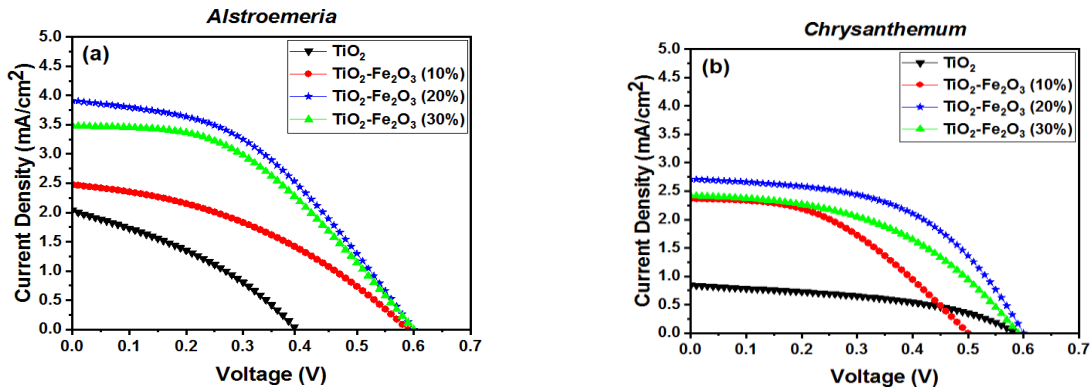 Alstroemeria
(a)
TiO2
TiO2-Fe2O3 (10%)
TiO2-Fe2O3 (20%)
TiO2-Fe2O3 (30%)
Current Density (mA/cm2)
5.0
4.5
4.0
3.5
3.0
2.5
2.0
1.5
1.0
0.5
0.0
0.0 0.1 0.2 0.3 0.4 0.5 0.6 0.7
Voltage (V)
Chrysanthemum
(b)
TiO2
TiO2-Fe2O3 (10%)
TiO2-Fe2O3 (20%)
TiO2-Fe2O3 (30%)
Current Density (mA/cm2)
5.0
4.5
4.0
3.5
3.0
2.5
2.0
1.5
1.0
0.5
0.0
0.0 0.1 0.2 0.3 0.4 0.5 0.6 0.7
Voltage (V)